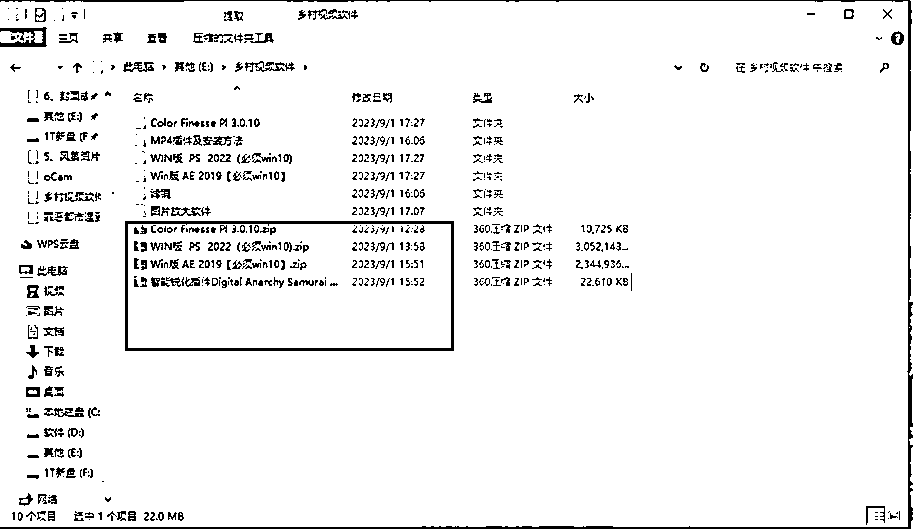 提取 乡村视频软件
文件 主页 共享 查看 压缩的文件夹工具
此电脑 其他 (E:) 乡村视频软件 在 乡村视频软件 中搜索
名称 修改日期 类型 大小
Color Finesse PI 3.0.10 2023/9/1 17:27 文件夹
MP4插件及安装方法 2023/9/1 16:06 文件夹
WIN版 PS 2022 (必须win10) 2023/9/1 17:27 文件夹
Win版 AE 2019【必须win10】 2023/9/1 17:27 文件夹
2023/9/1 16:06 文件夹
图片放大软件 2023/9/1 17:07 文件夹
Color Finesse PI 3.0.10.zip 2023/9/1 12:28 360压缩 ZIP 文件 10,725 KB
WIN版 PS 2022 (必须win10).zip 2023/9/1 13:58 360压缩 ZIP 文件 3,052,143...
Win版 AE 2019【必须win10】.zip 2023/9/1 15:51 360压缩 ZIP 文件 2,344,936...
智能锐化插件Digital Anarchy Samurai ... 2023/9/1 15:52 360压缩 ZIP 文件 22,610 KB
其他 (E:)
1T新盘 (F
5、风景图片
oCam
乡村视频软件
WPS云盘
此电脑
视频
图片
文档
下载
音乐
桌面
本地磁盘 (C:
软件 (D:)
其他 (E:)
1T新盘 (F:)
网络
10 个项目 选中 1 个项目 22.0 MB